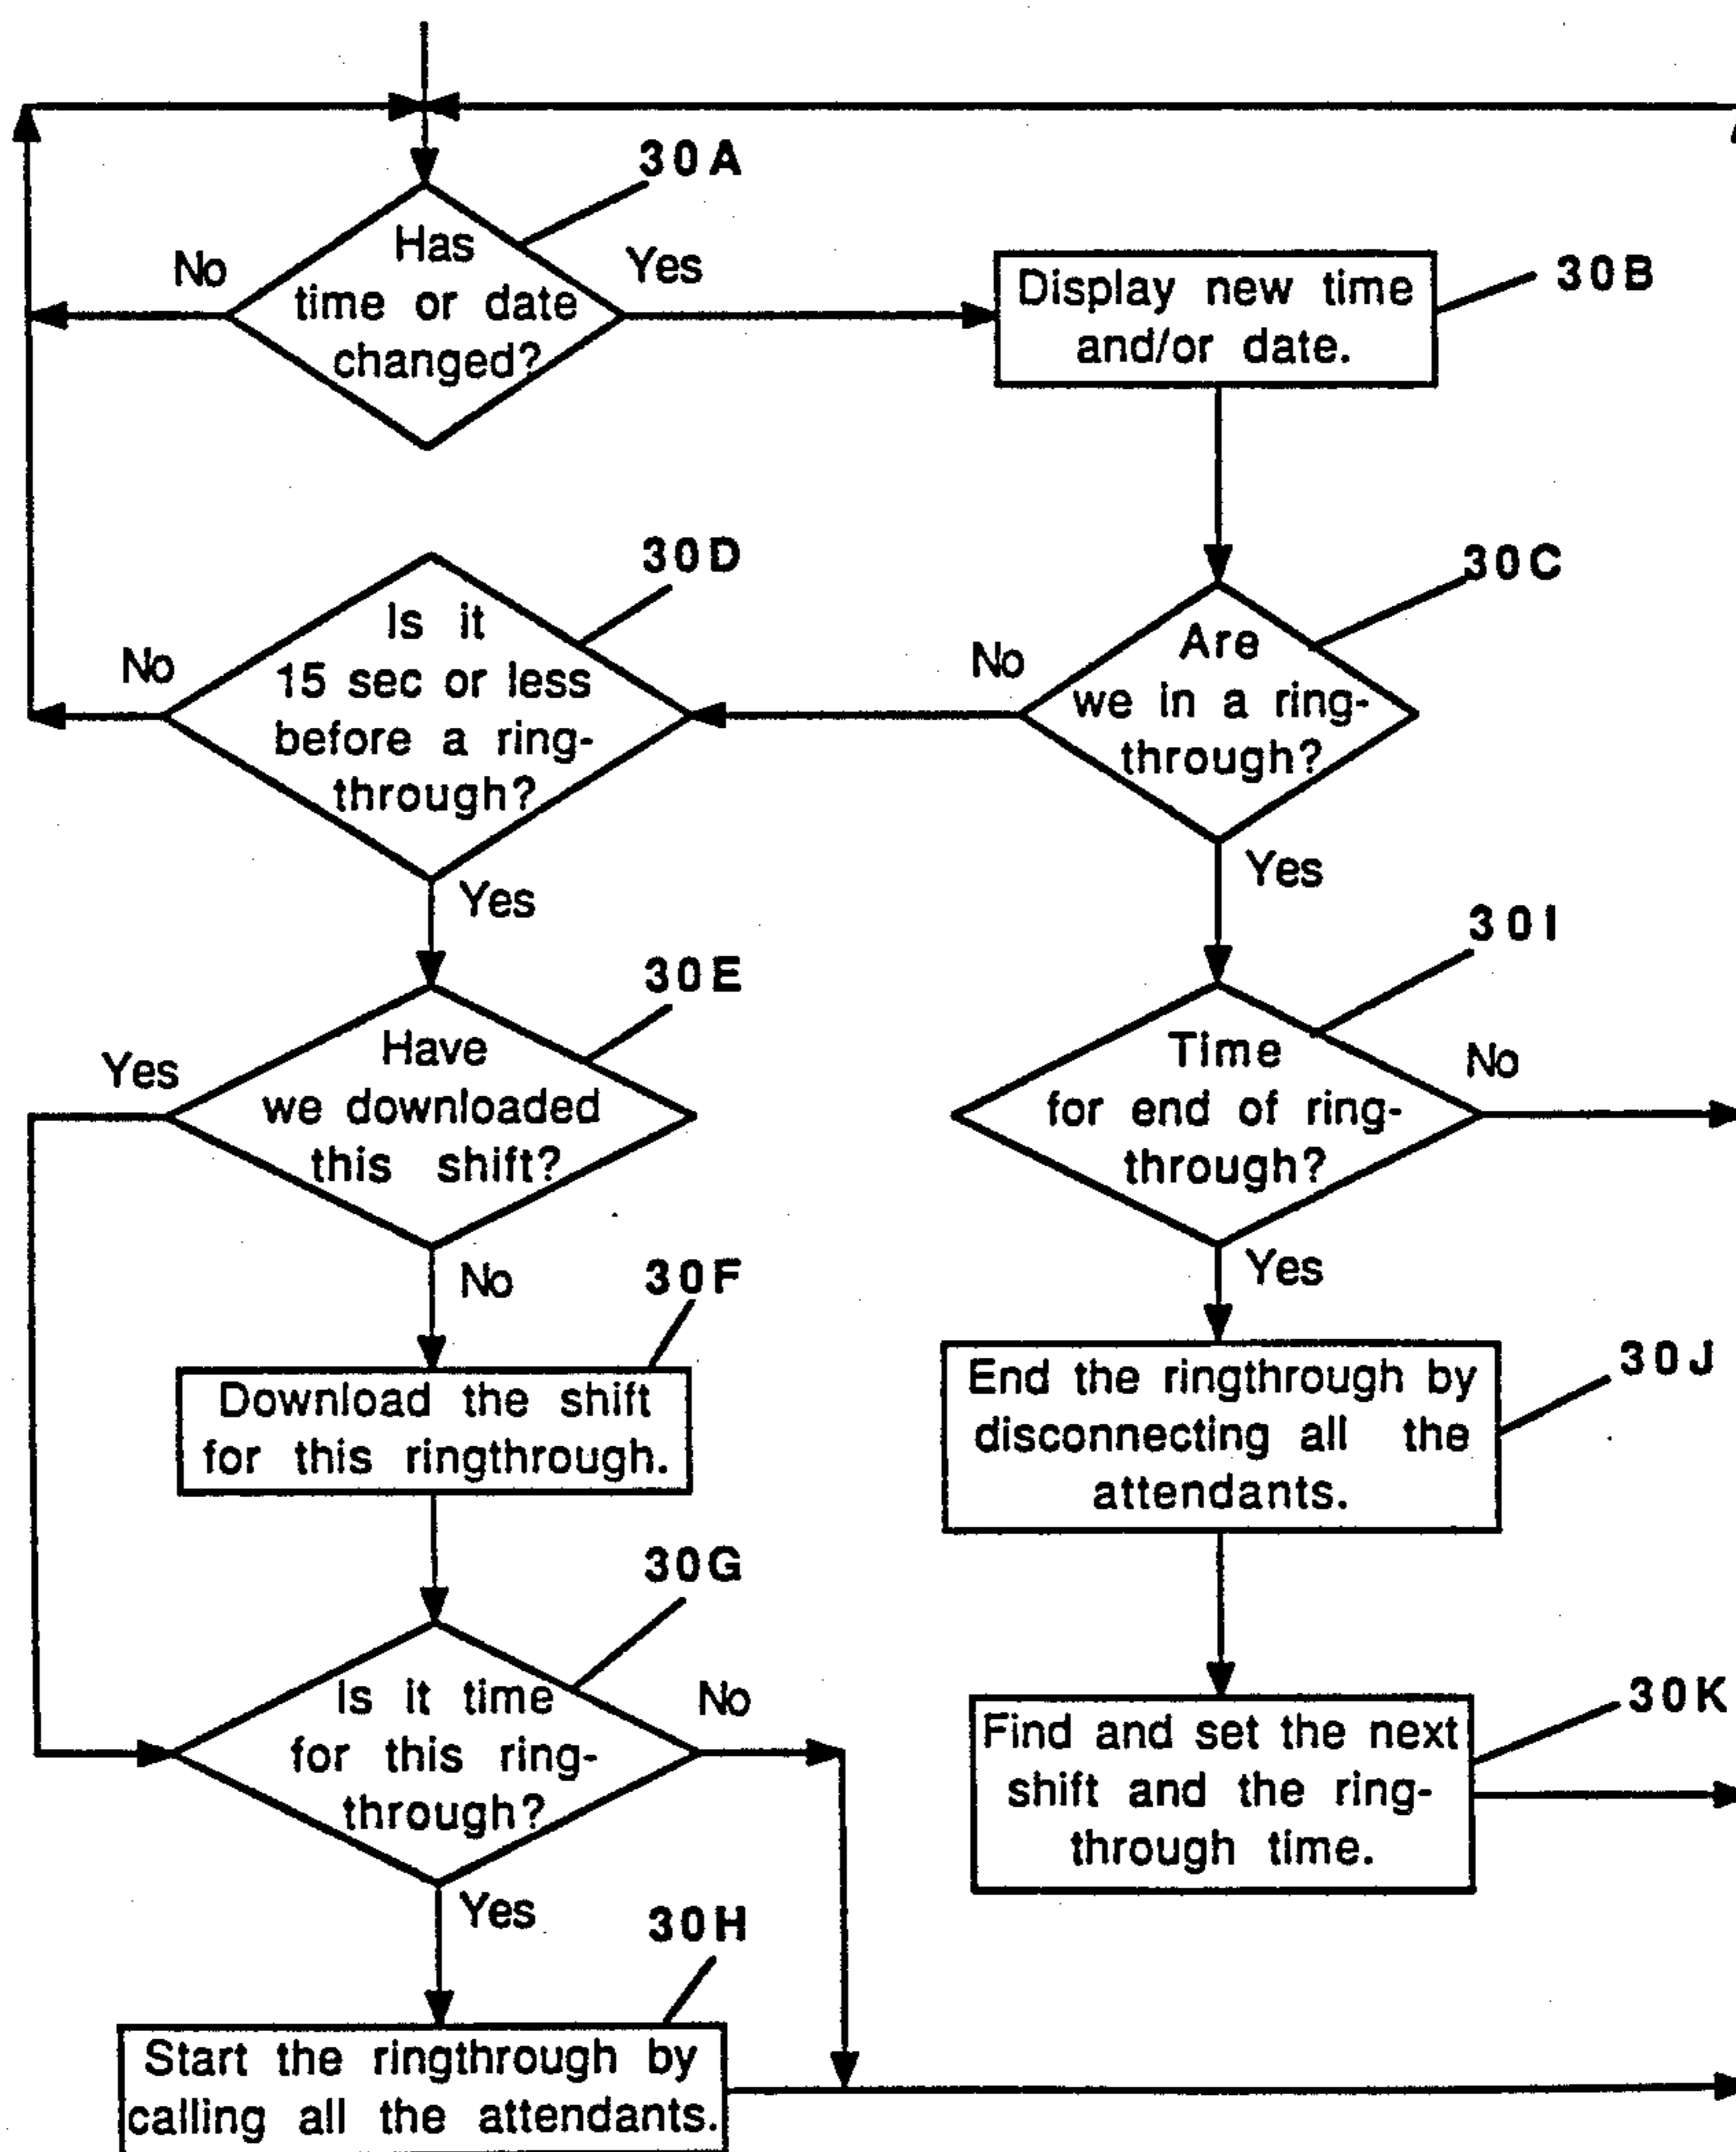 30A
Has
time or date
changed?
No
Yes
Display new time
and/or date.
30B
30D
Is it
15 sec or less
before a ring-
through?
No
Yes
30C
Are
we in a ring-
through?
No
Yes
30E
Have
we downloaded
this shift?
Yes
No
30I
Time
for end of ring-
through?
No
Yes
30F
Download the shift
for this ringthrough.
30J
End the ringthrough by
disconnecting all the
attendants.
30G
Is it time
for this ring-
through?
No
Yes
30K
Find and set the next
shift and the ring-
through time.
30H
Start the ringthrough by
calling all the attendants.